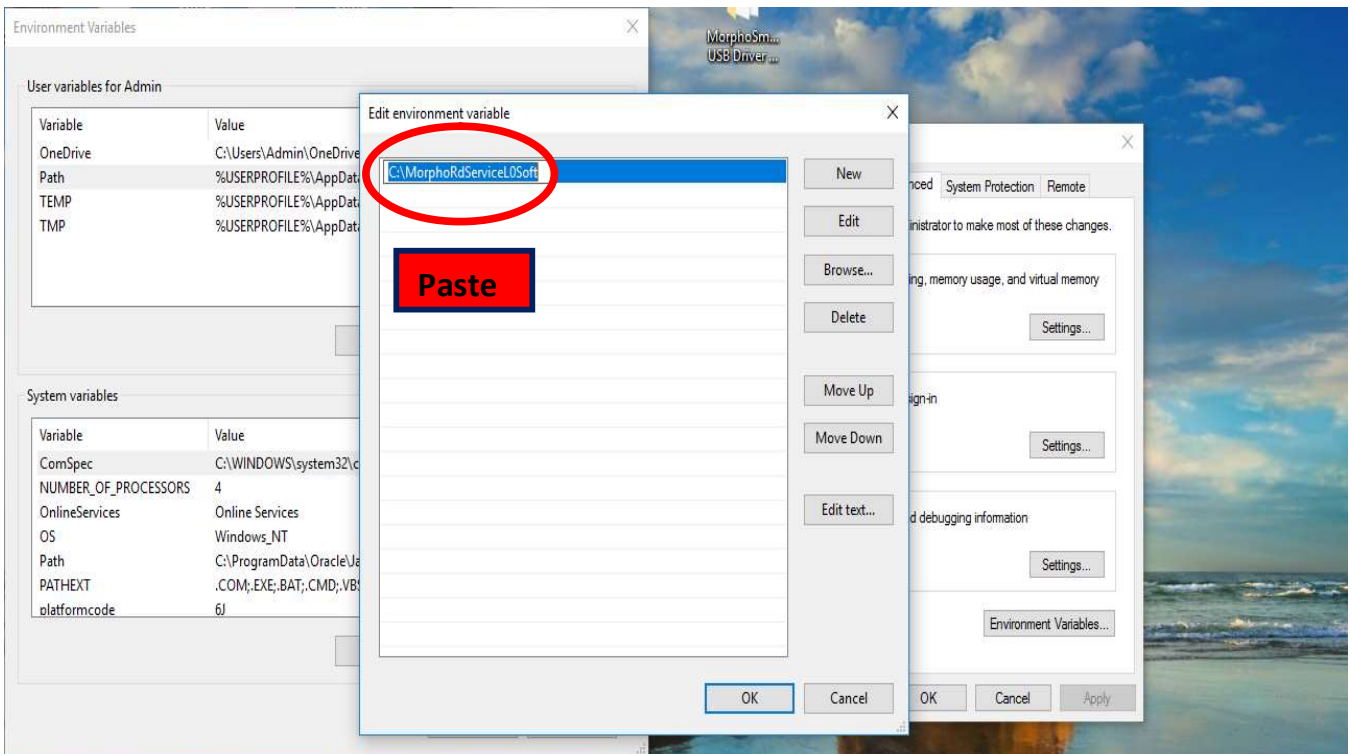 Environment Variables
MorphoSm...
USB Driver ...
User variables for Admin
Variable Value
OneDrive C:\Users\Admin\OneDrive
Path %USERPROFILE%\AppData
TEMP %USERPROFILE%\AppData
TMP %USERPROFILE%\AppData
System variables
Variable Value
ComSpec C:\WINDOWS\system32\c
NUMBER_OF_PROCESSORS 4
OnlineServices Online Services
OS Windows_NT
Path C:\ProgramData\Oracle\Ja
PATHEXT .COM;.EXE;.BAT;.CMD;.VBS
platformcode 6J
Edit environment variable
C:\MorphoRdServiceL0Soft
Paste
New
Edit
Browse...
Delete
Move Up
Move Down
Edit text...
OK Cancel
nced System Protection Remote
inistrator to make most of these changes.
ing, memory usage, and virtual memory
Settings...
ign-in
Settings...
d debugging information
Settings...
Environment Variables...
OK Cancel Apply